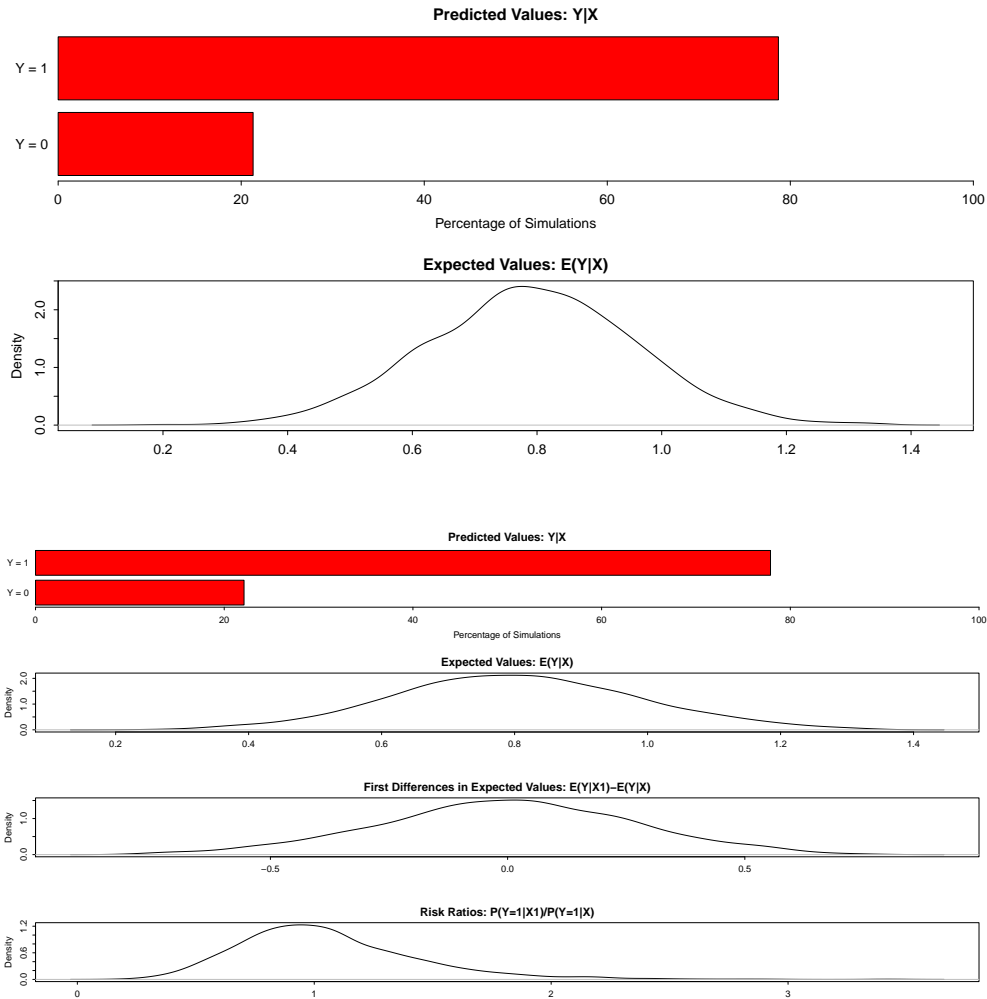 Predicted Values: Y|X
Y = 1
Y = 0
0 20 40 60 80 100
Percentage of Simulations
Expected Values: E(Y|X)
Density
0.0 1.0 2.0
0.2 0.4 0.6 0.8 1.0 1.2 1.4
Predicted Values: Y|X
Y = 1
Y = 0
0 20 40 60 80 100
Percentage of Simulations
Expected Values: E(Y|X)
Density
0.0 1.0 2.0
0.2 0.4 0.6 0.8 1.0 1.2 1.4
First Differences in Expected Values: E(Y|X1)−E(Y|X)
Density
0.0 1.0
−0.5 0.0 0.5
Risk Ratios: P(Y=1|X1)/P(Y=1|X)
Density
0.0 0.6 1.2
0 1 2 3